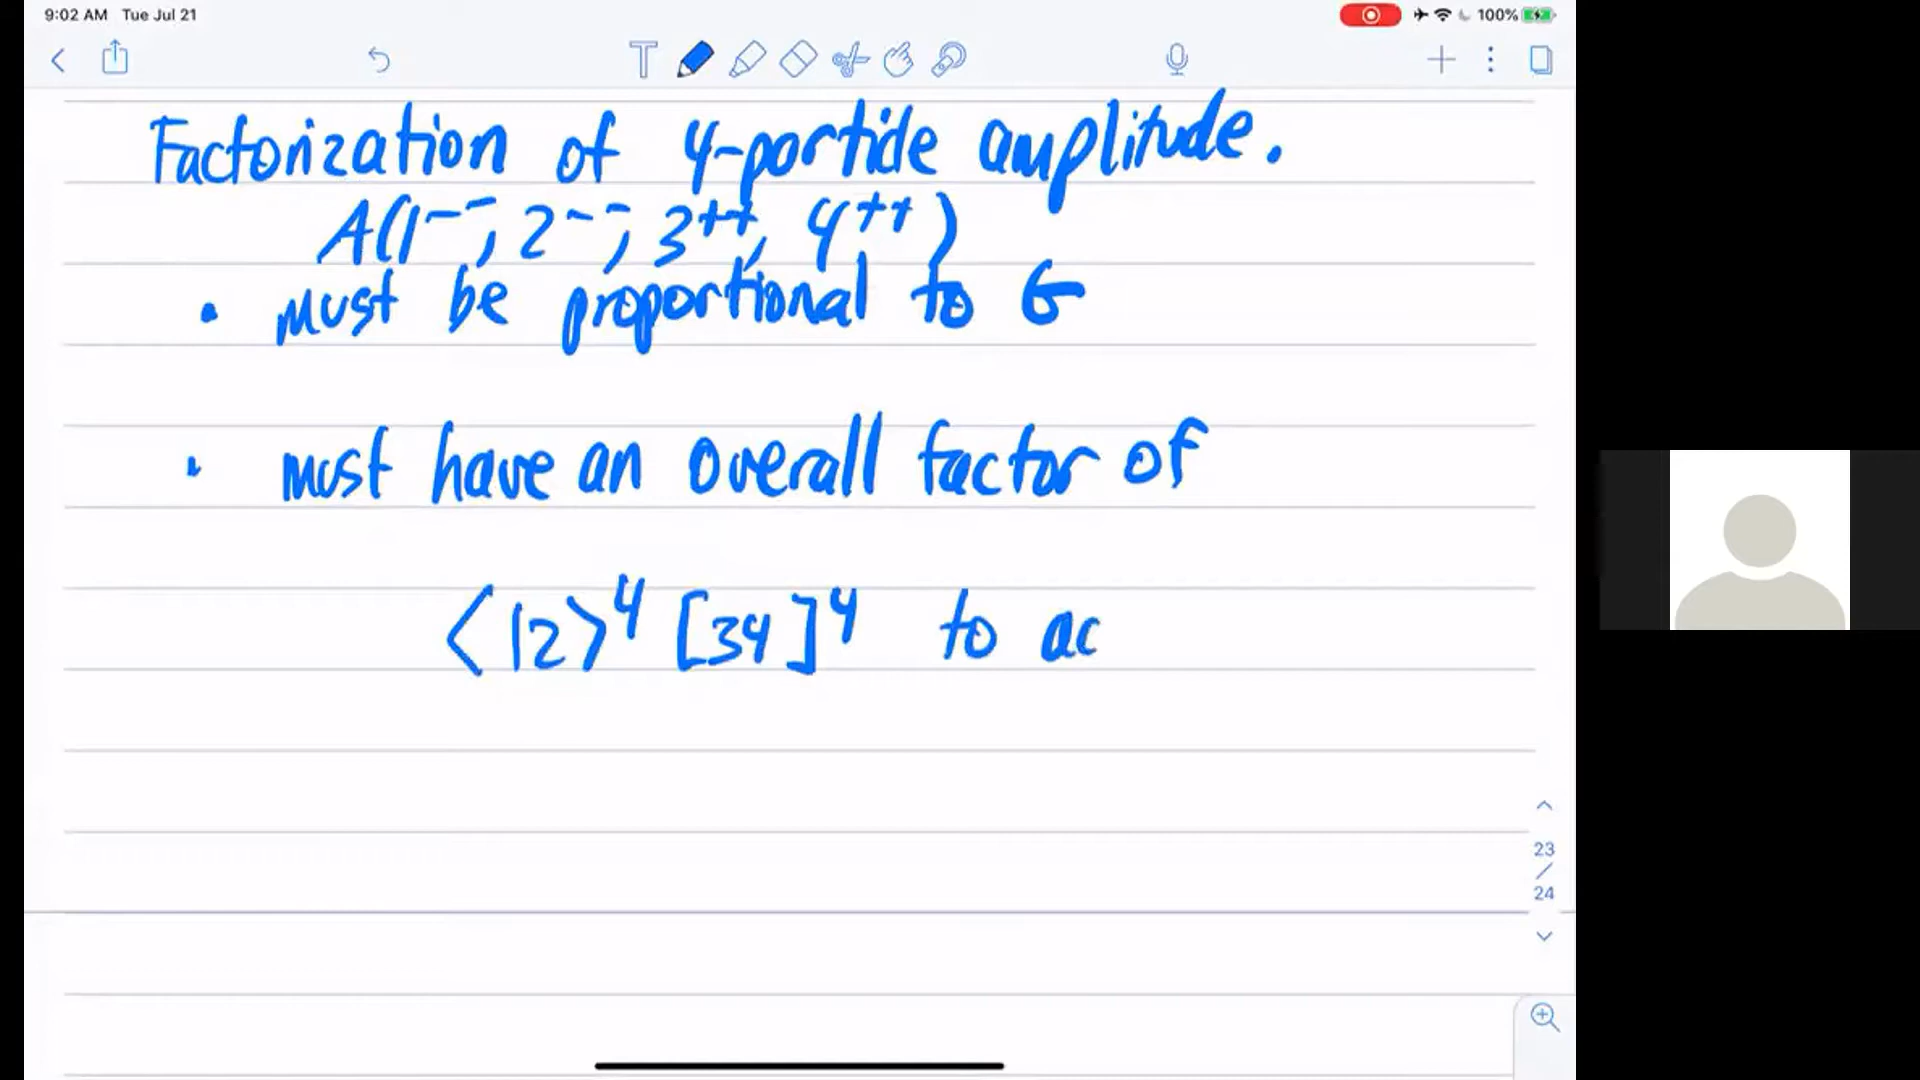 9:02 AM Tue Jul 21 100%
Factorization of 4-particle amplitude.
A(1⁻⁻, 2⁻⁻, 3⁺⁺, 4⁺⁺)
• must be proportional to G
• must have an overall factor of
⟨12⟩⁴ [34]⁴ to ac
23
/
24